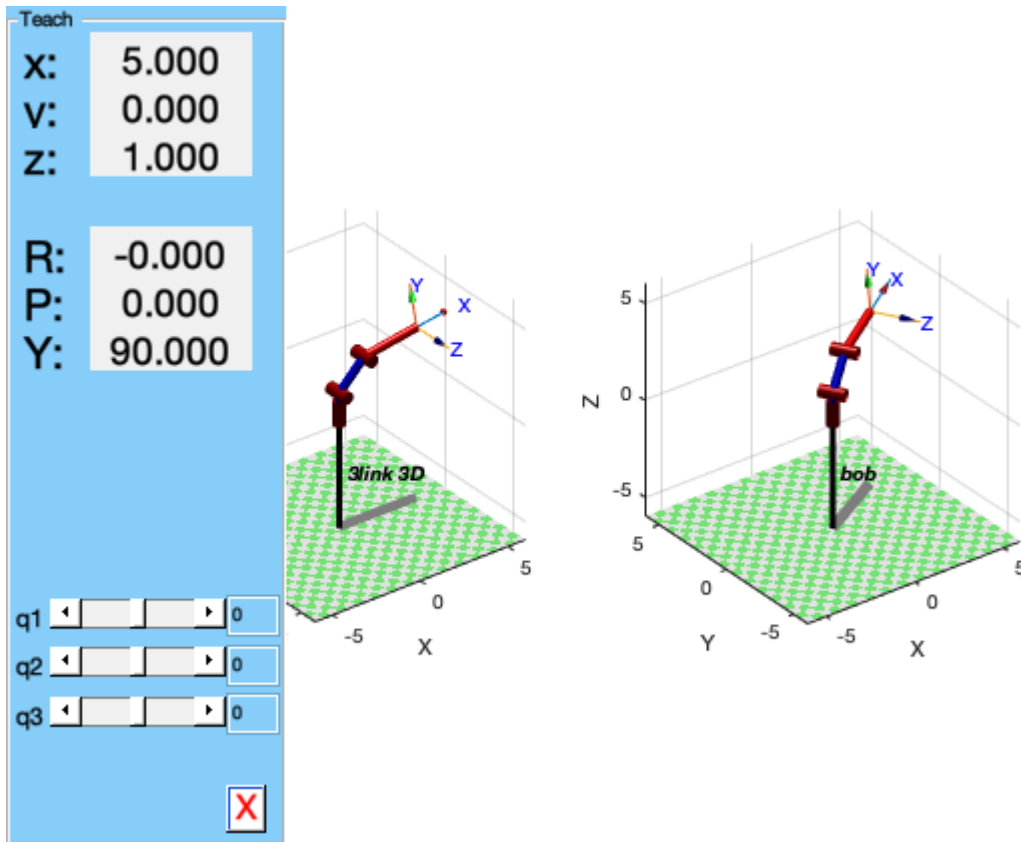 Teach
x: 5.000
v: 0.000
z: 1.000
R: -0.000
P: 0.000
Y: 90.000
q1 0
q2 0
q3 0
X
Y
X
Z
3link 3D
5
0
-5
X
Y
X
Z
5
0
-5
Z
bob
5
0
-5
Y
5
0
-5
X